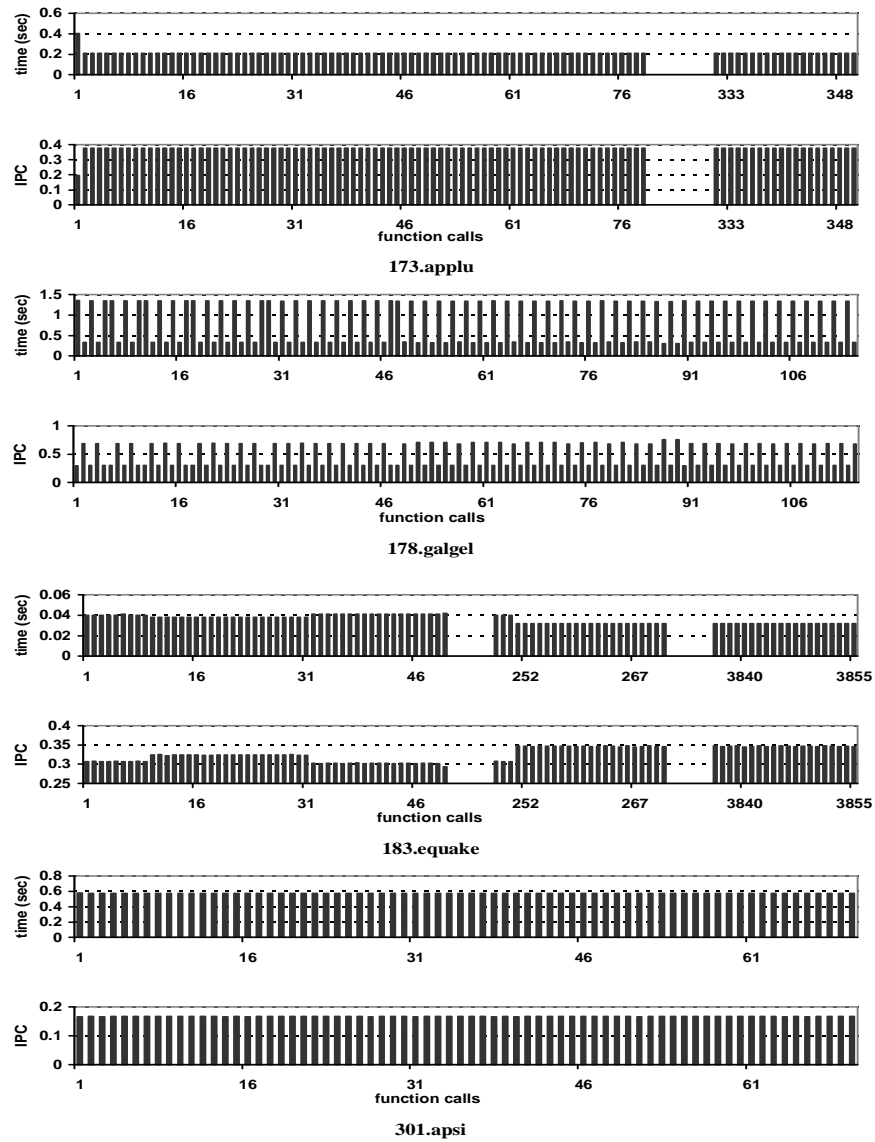 time (sec)
0.6
0.4
0.2
0
1 16 31 46 61 76 333 348
IPC
0.4
0.3
0.2
0.1
0
1 16 31 46 61 76 333 348
function calls
173.applu
time (sec)
1.5
1
0.5
0
1 16 31 46 61 76 91 106
IPC
1
0.5
0
1 16 31 46 61 76 91 106
function calls
178.galgel
time (sec)
0.06
0.04
0.02
0
1 16 31 46 252 267 3840 3855
IPC
0.4
0.35
0.3
0.25
1 16 31 46 252 267 3840 3855
function calls
183.equake
time (sec)
0.8
0.6
0.4
0.2
0
1 16 31 46 61
IPC
0.2
0.1
0
1 16 31 46 61
function calls
301.apsi